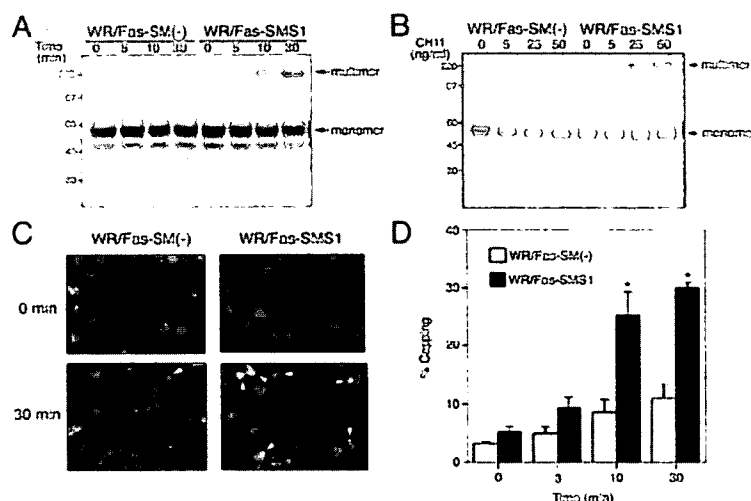 A
WR/Fas-SM(-) WR/Fas-SMS1
Time (min) 0 5 10 30 0 5 10 30
multimer
monomer
45
B
WR/Fas-SM(-) WR/Fas-SMS1
CH11 (ng/ml) 0 5 25 50 0 5 25 50
multimer
monomer
45
C
WR/Fas-SM(-) WR/Fas-SMS1
0 min
30 min
D
WR/Fas-SM(-)
WR/Fas-SMS1
% Capping
40
30
20
10
0
* *
0 3 10 30
Time (min)